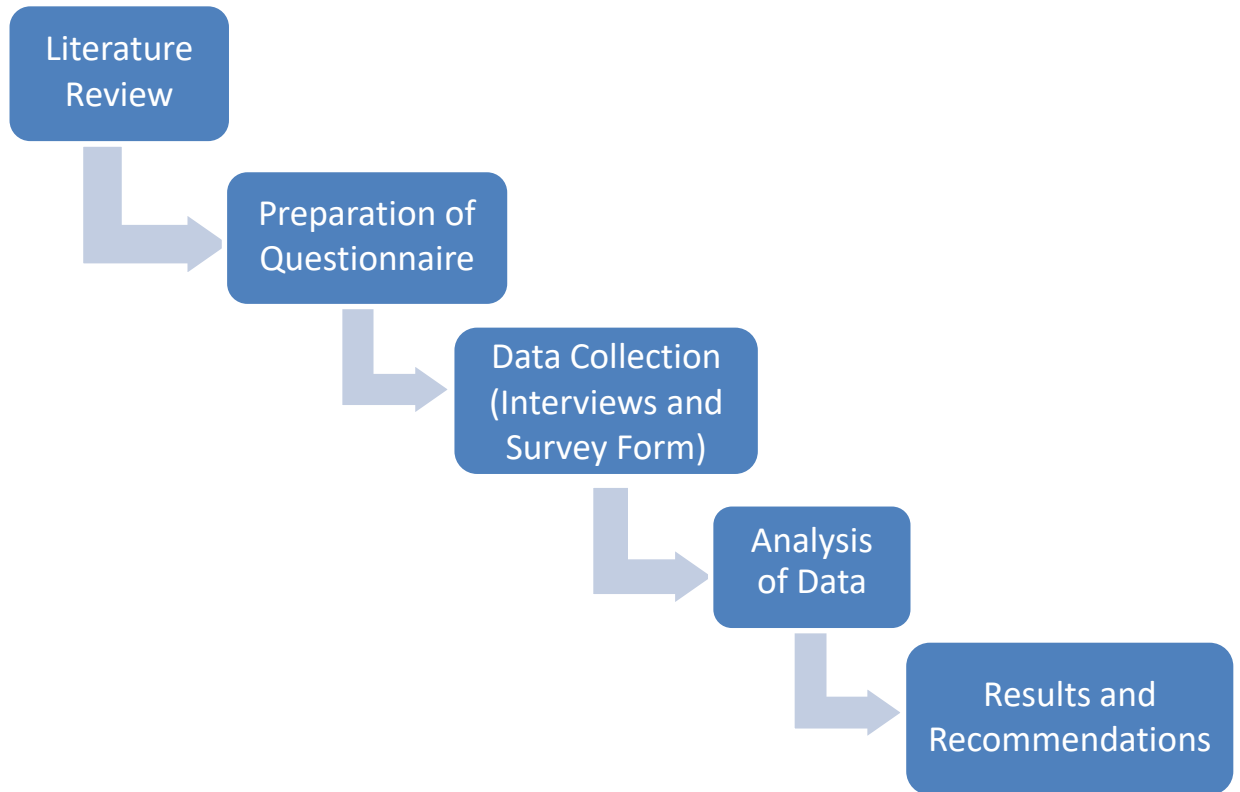 Literature
Review
Preparation of
Questionnaire
Data Collection
(Interviews and
Survey Form)
Analysis
of Data
Results and
Recommendations